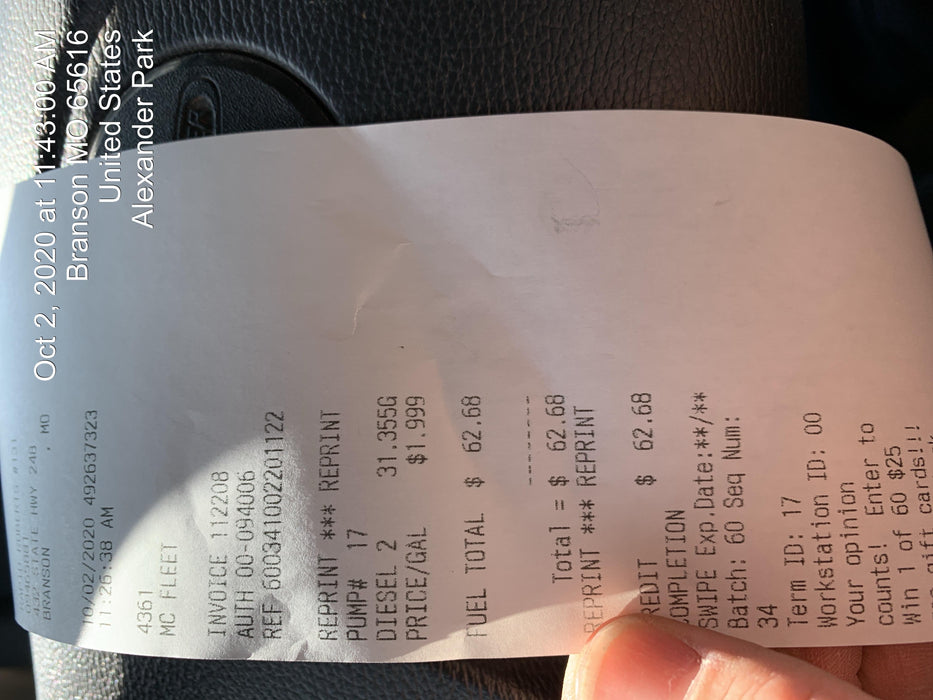 Oct 2, 2020 at 11:43:00 AM
Branson MO 65616
United States
Alexander Park
STATE HWY 248
BRANSON , MO
10/02/2020 492637323
11:26:38 AM
4361
MC FLEET
INVOICE 12208
AUTH 00-094006
REF 600341002201122
REPRINT *** REPRINT
PUMP# 17
DIESEL 2 31.355G
PRICE/GAL $1.999
FUEL TOTAL $ 62.68
--------
Total = $ 62.68
REPRINT *** REPRINT
REDIT $ 62.68
COMPLETION
SWIPE Exp.Date:**/**
Batch: 60 Seq Num:
34
Term ID: 17
Workstation ID: 00
Your opinion
counts! Enter to
Win 1 of 60 $25
gift cards!!!